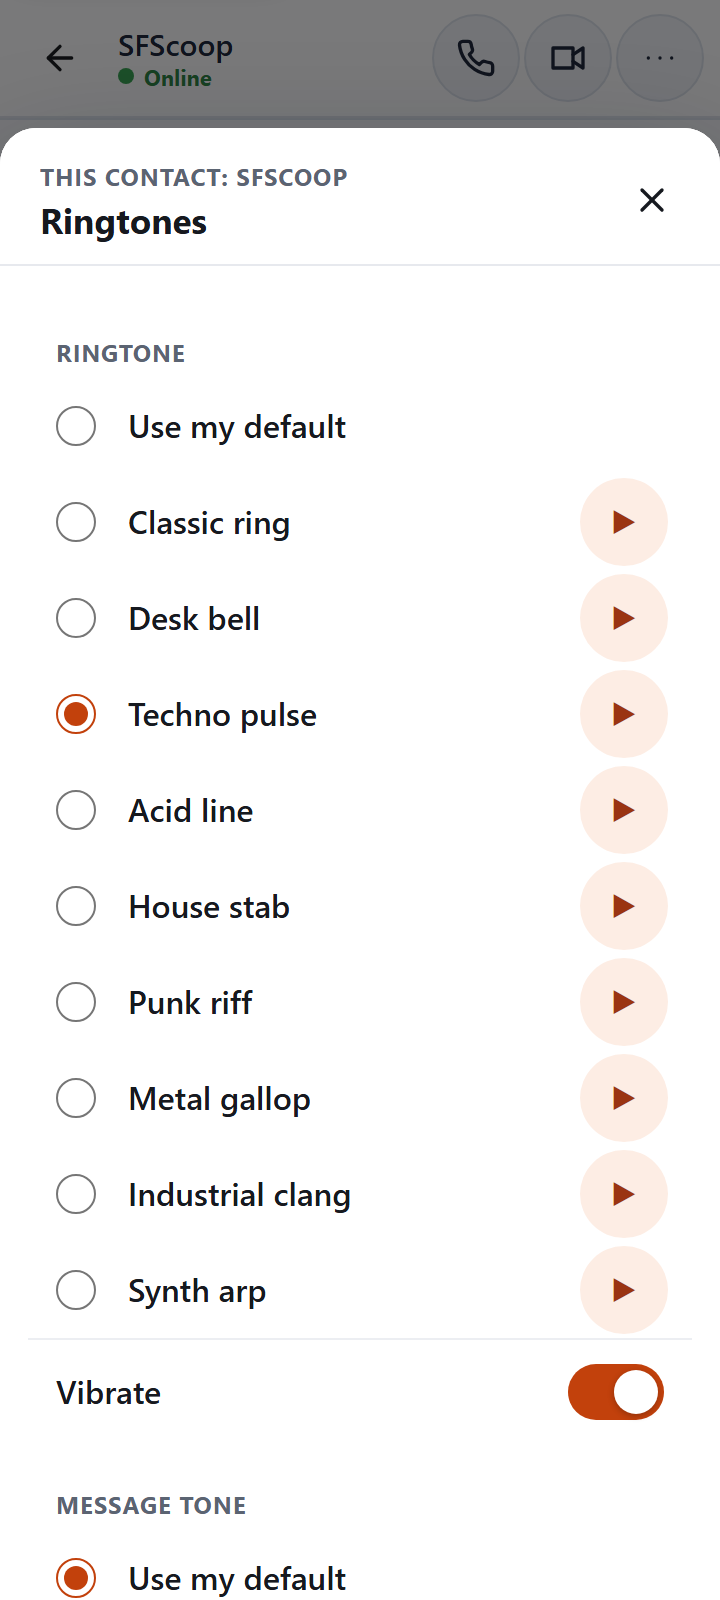 SFScoop
Online
THIS CONTACT: SFSCOOP
Ringtones
RINGTONE
Use my default
Classic ring
Desk bell
Techno pulse
Acid line
House stab
Punk riff
Metal gallop
Industrial clang
Synth arp
Vibrate
MESSAGE TONE
Use my default